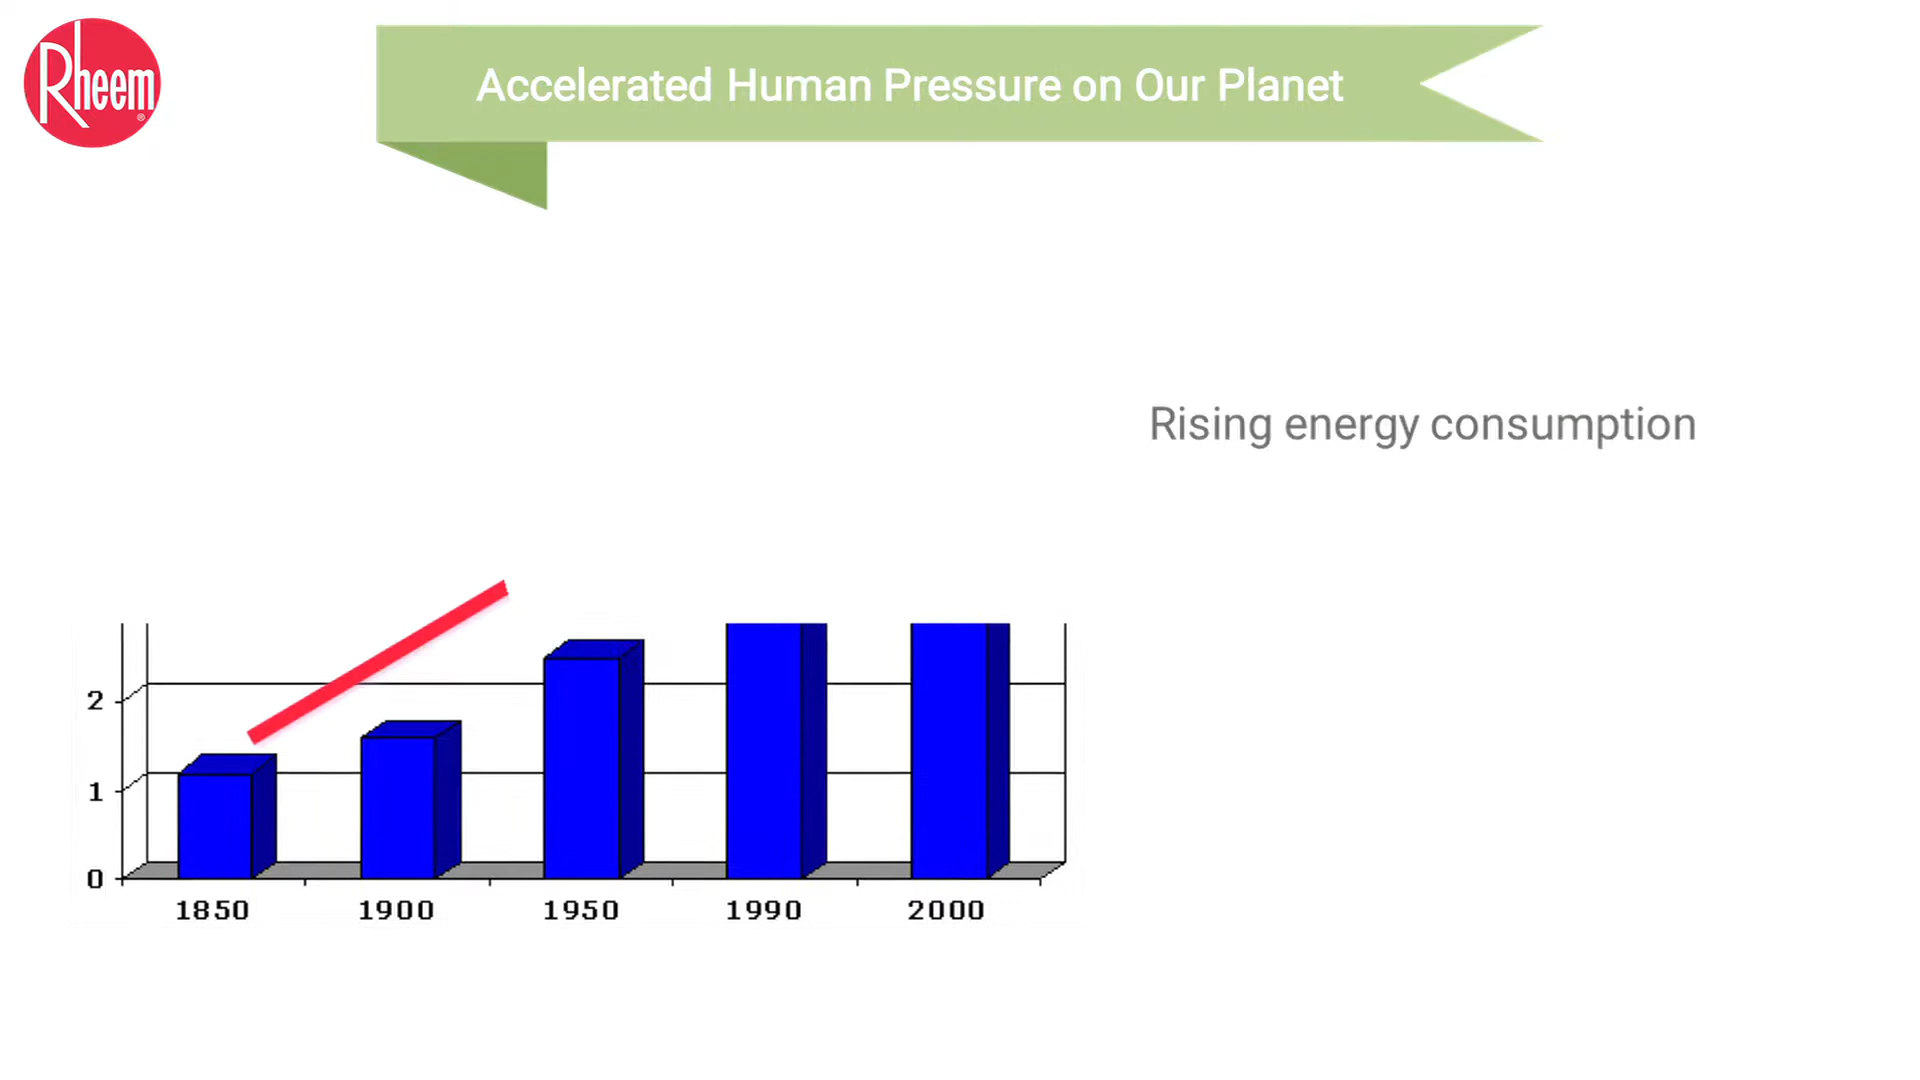 Rheem®
Accelerated Human Pressure on Our Planet
Rising energy consumption
2
1
0
1850 1900 1950 1990 2000